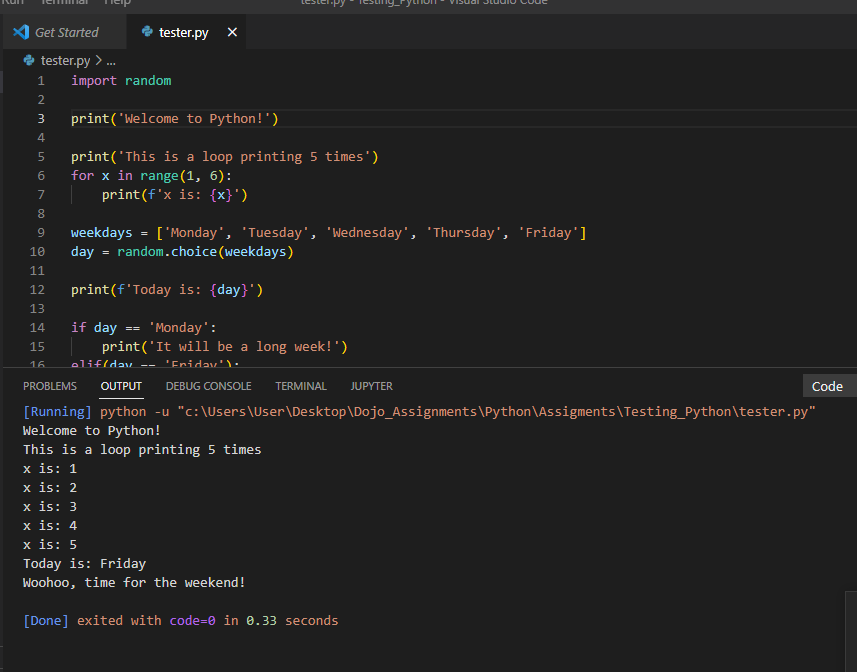 Run Terminal Help tester.py - Testing_Python - Visual Studio Code
Get Started tester.py
tester.py > ...
1 import random
2
3 print('Welcome to Python!')
4
5 print('This is a loop printing 5 times')
6 for x in range(1, 6):
7 print(f'x is: {x}')
8
9 weekdays = ['Monday', 'Tuesday', 'Wednesday', 'Thursday', 'Friday']
10 day = random.choice(weekdays)
11
12 print(f'Today is: {day}')
13
14 if day == 'Monday':
15 print('It will be a long week!')
16 elif(day == 'Friday'):
PROBLEMS OUTPUT DEBUG CONSOLE TERMINAL JUPYTER Code
[Running] python -u "c:\Users\User\Desktop\Dojo_Assignments\Python\Assigments\Testing_Python\tester.py"
Welcome to Python!
This is a loop printing 5 times
x is: 1
x is: 2
x is: 3
x is: 4
x is: 5
Today is: Friday
Woohoo, time for the weekend!
[Done] exited with code=0 in 0.33 seconds